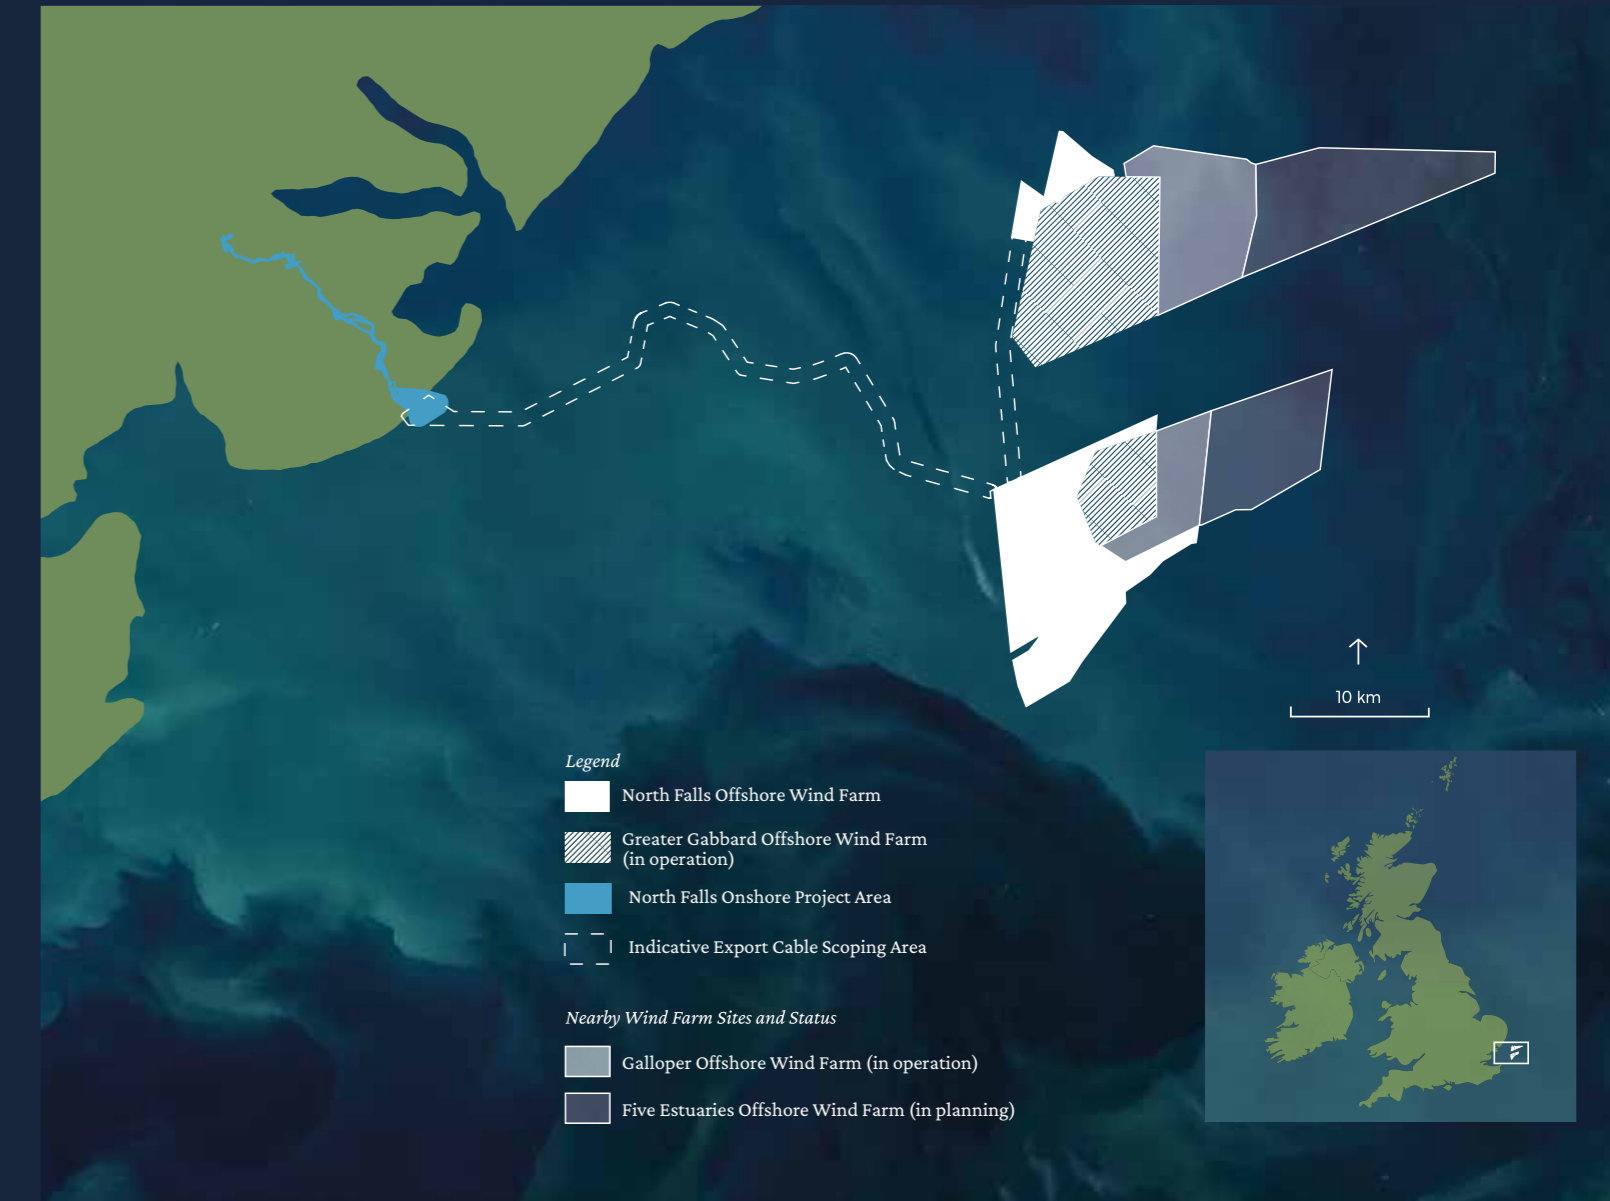 10 km
Legend
North Falls Offshore Wind Farm
Greater Gabbard Offshore Wind Farm
(in operation)
North Falls Onshore Project Area
Indicative Export Cable Scoping Area
Nearby Wind Farm Sites and Status
Galloper Offshore Wind Farm (in operation)
Five Estuaries Offshore Wind Farm (in planning)